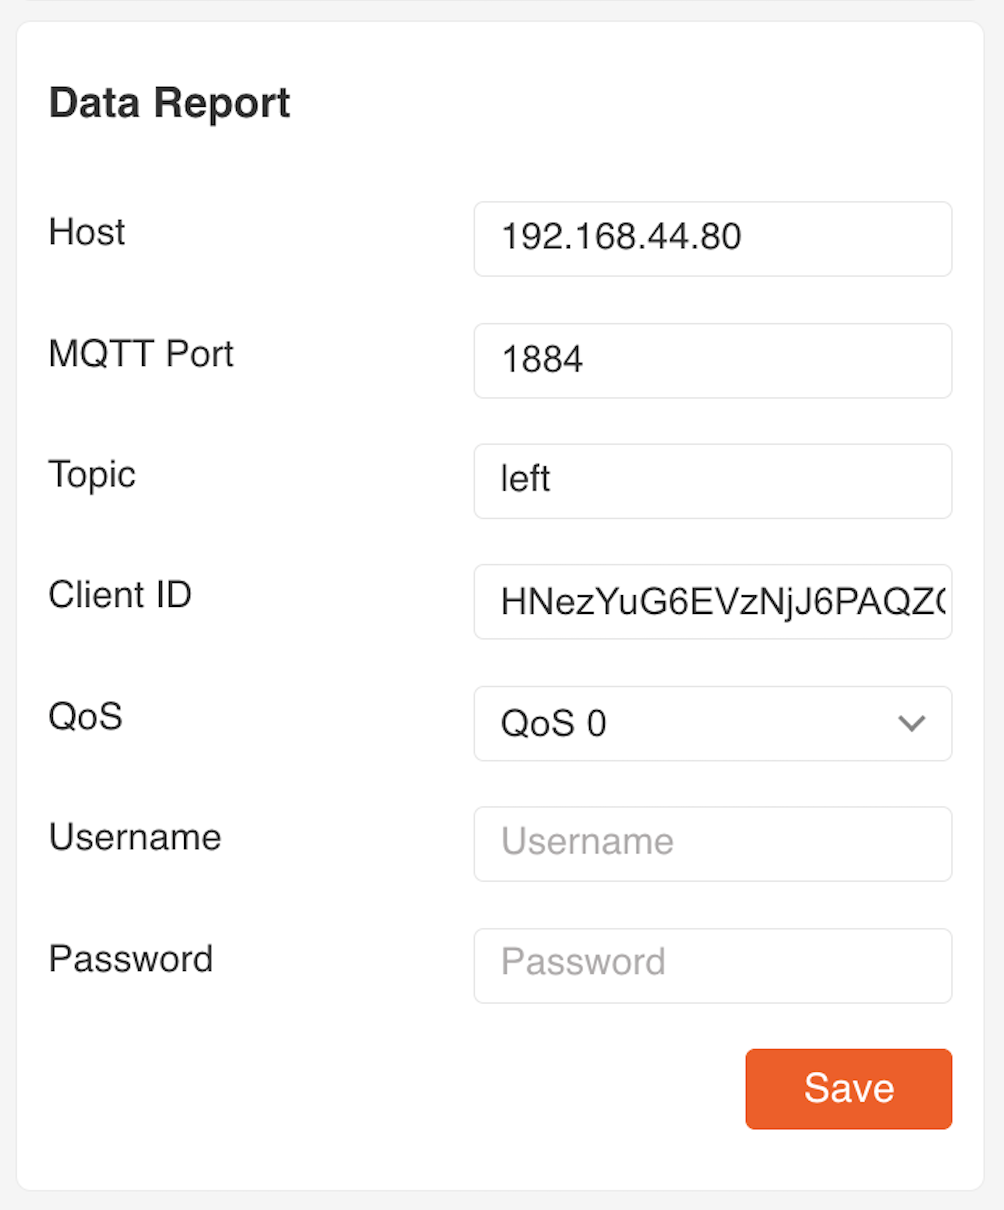 Data Report
Host
192.168.44.80
MQTT Port
1884
Topic
left
Client ID
HNezYuG6EVzNjJ6PAQZ
QoS
QoS 0
Username
Username
Password
Password
Save